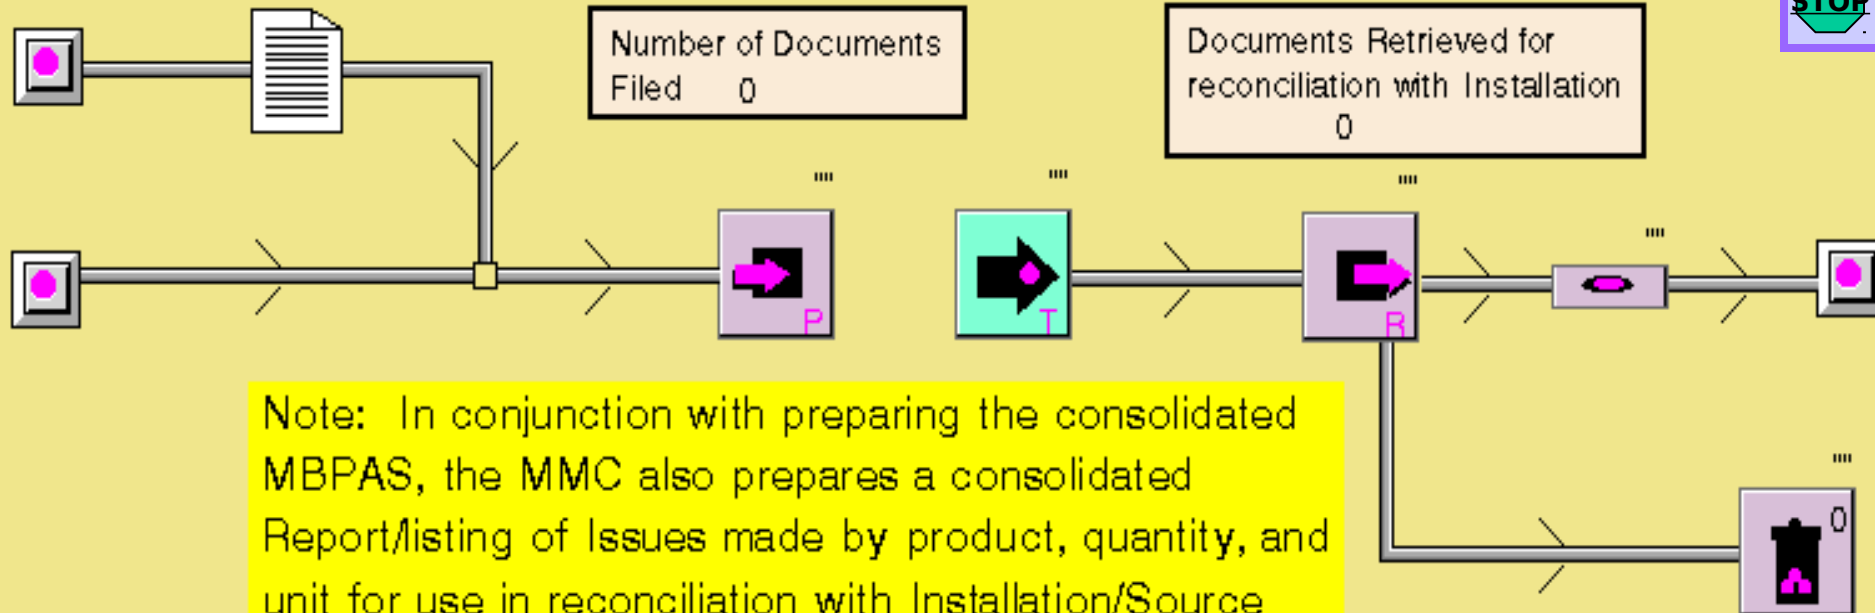 STOP
Number of Documents
Filed 0
Documents Retrieved for
reconciliation with Installation
0
""
""
""
""
P
T
R
""
0
Note: In conjunction with preparing the consolidated
MBPAS, the MMC also prepares a consolidated
Report/listing of Issues made by product, quantity, and
unit for use in reconciliation with Installation/Source